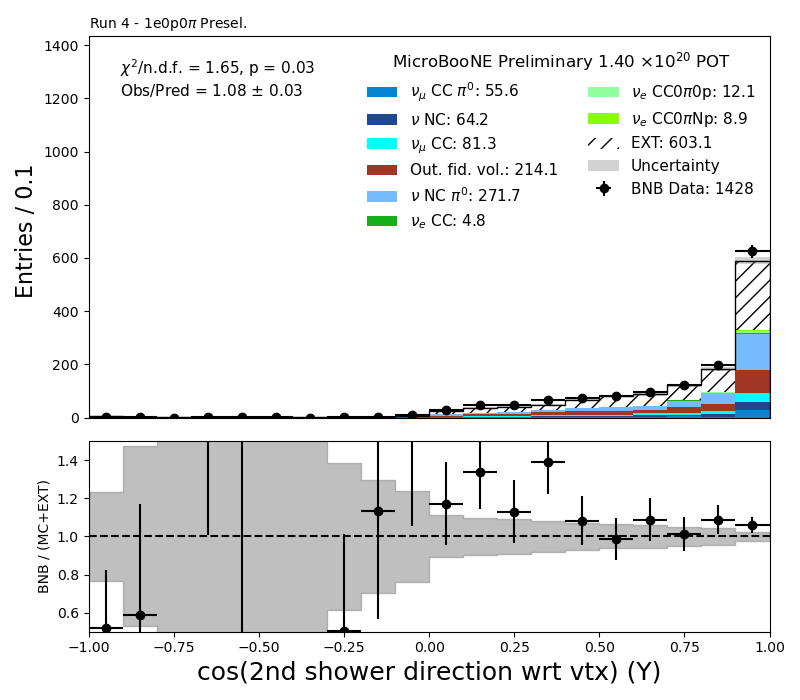 Run 4 - 1e0p0π Presel.
χ²/n.d.f. = 1.65, p = 0.03
Obs/Pred = 1.08 ± 0.03
MicroBooNE Preliminary 1.40 ×10²⁰ POT
ν_μ CC π⁰: 55.6
ν NC: 64.2
ν_μ CC: 81.3
Out. fid. vol.: 214.1
ν NC π⁰: 271.7
ν_e CC: 4.8
ν_e CC0π0p: 12.1
ν_e CC0πNp: 8.9
EXT: 603.1
Uncertainty
BNB Data: 1428
Entries / 0.1
1400
1200
1000
800
600
400
200
0
BNB / (MC+EXT)
1.4
1.2
1.0
0.8
0.6
−1.00 −0.75 −0.50 −0.25 0.00 0.25 0.50 0.75 1.00
cos(2nd shower direction wrt vtx) (Y)